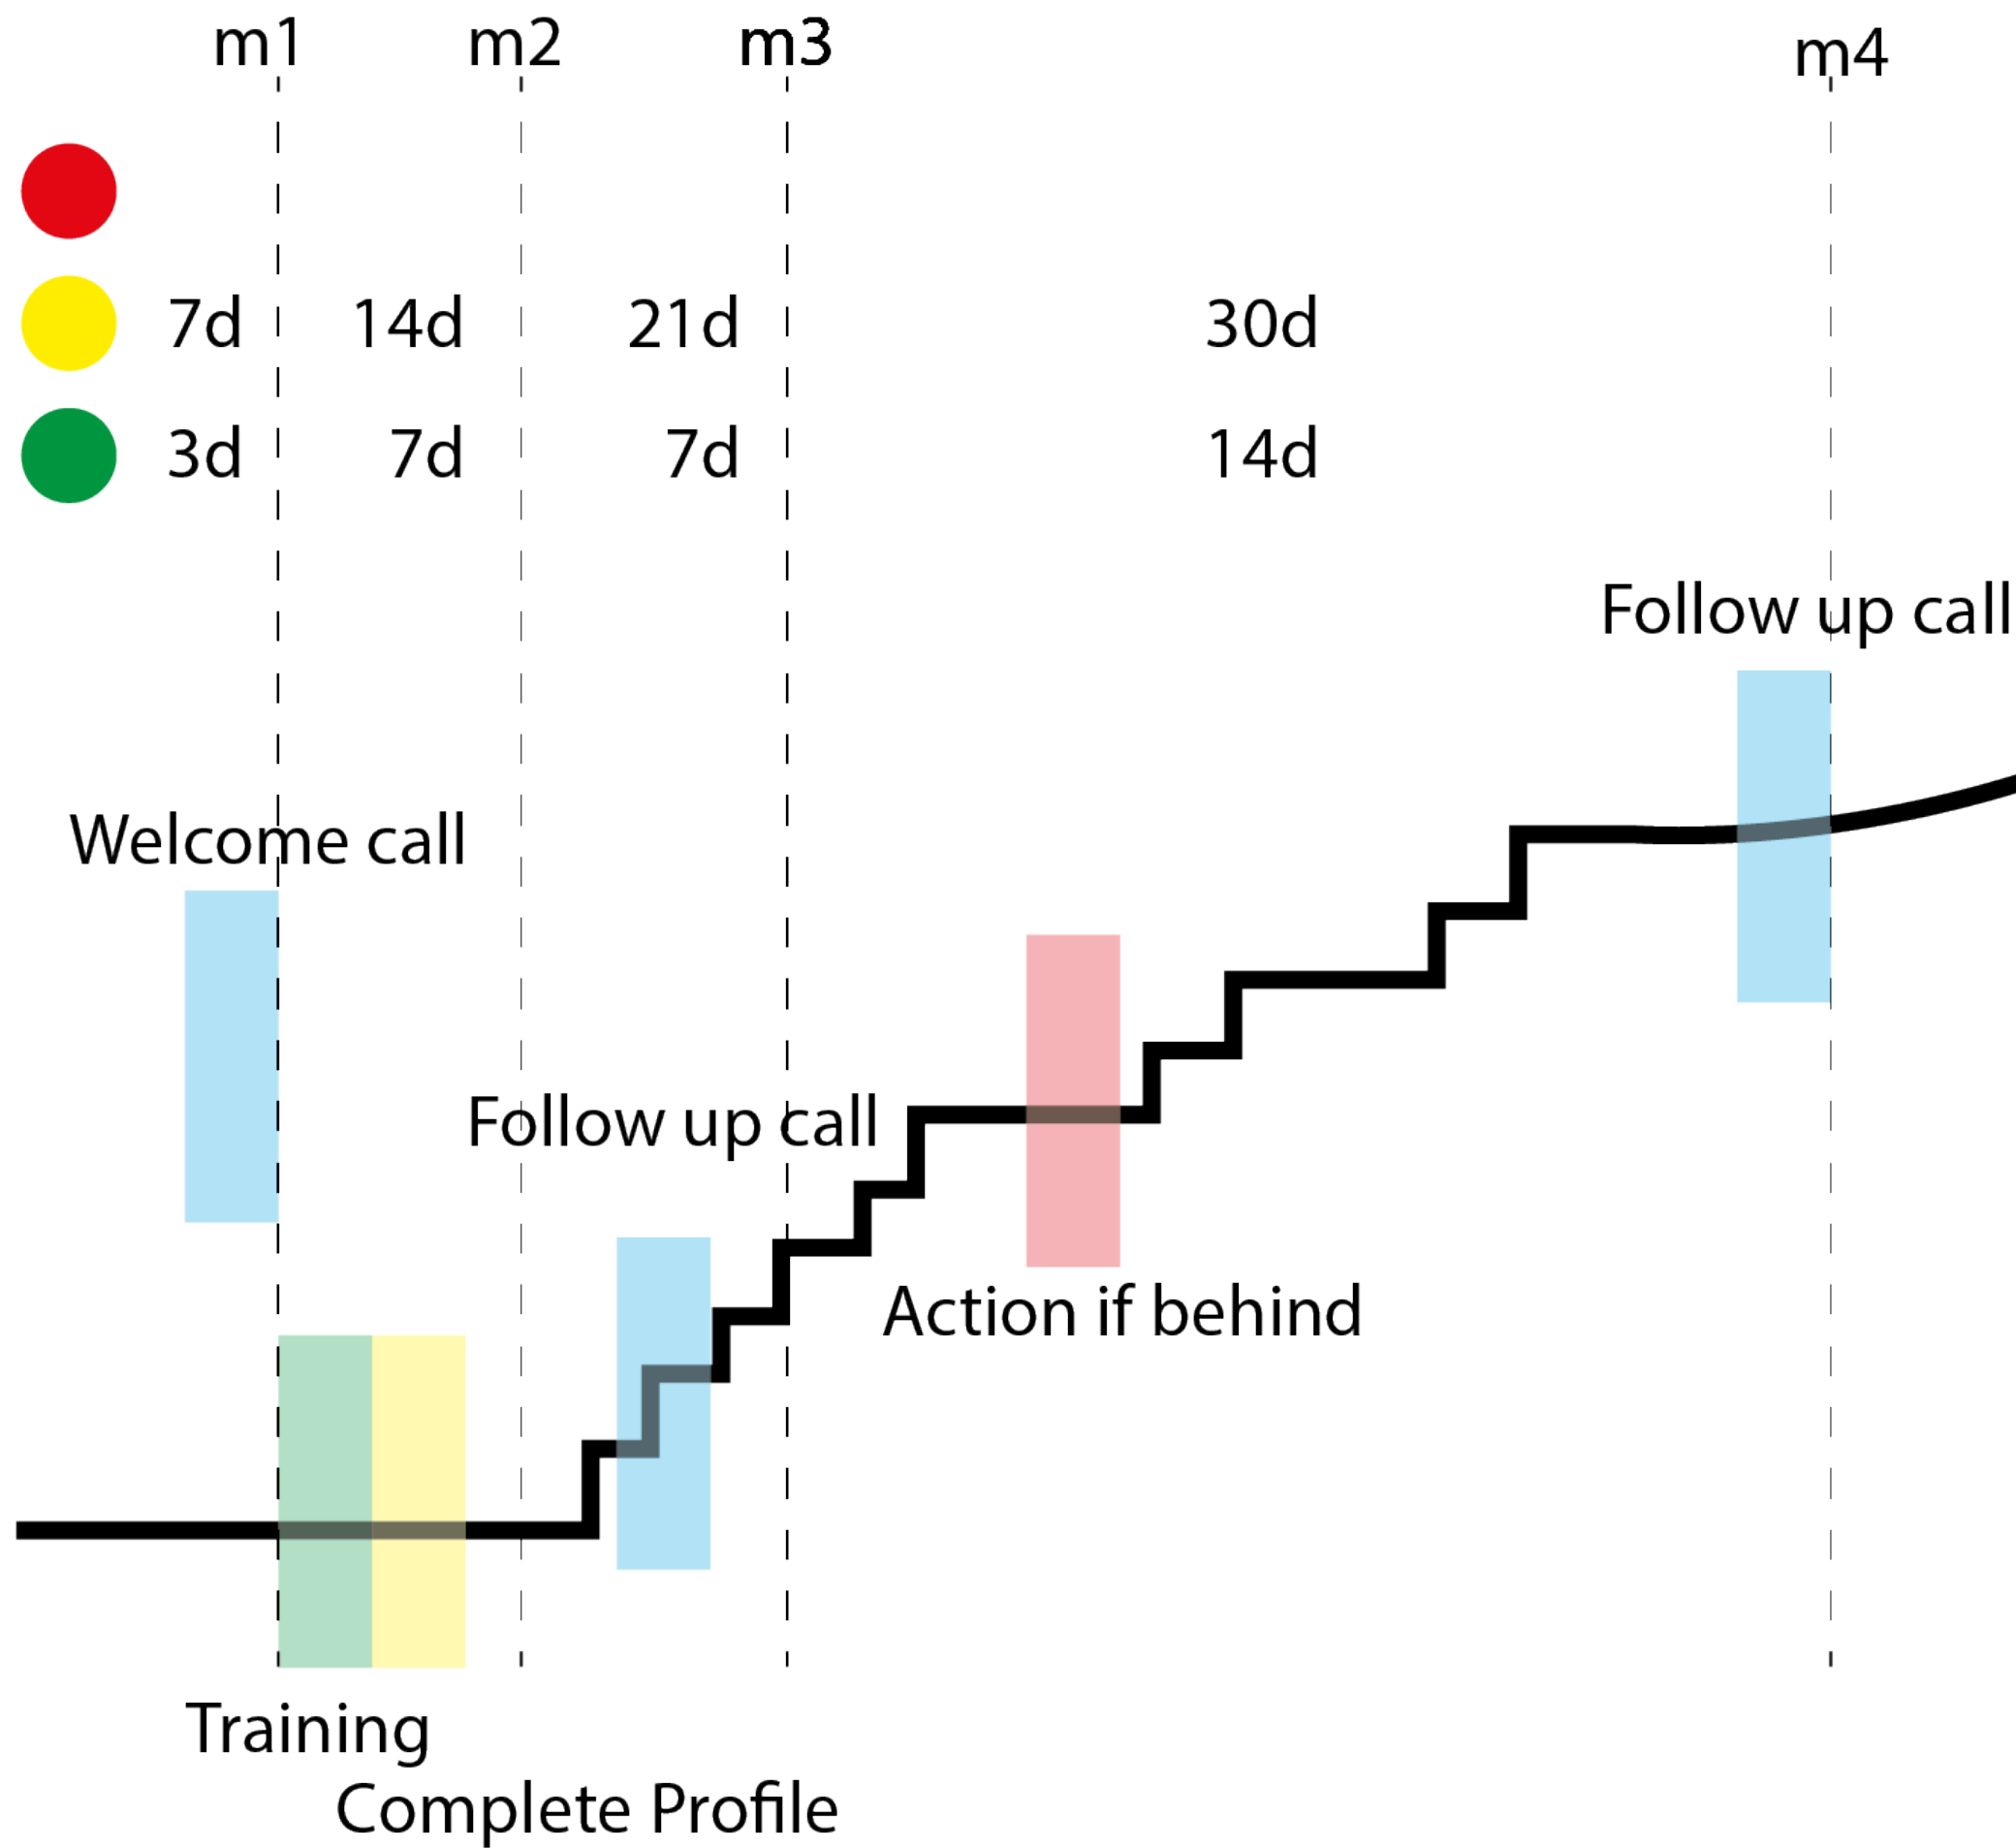 m1 m2 m3 m4
7d 14d 21d 30d
3d 7d 7d 14d
Follow up call
Welcome call
Follow up call
Action if behind
Training
Complete Profile